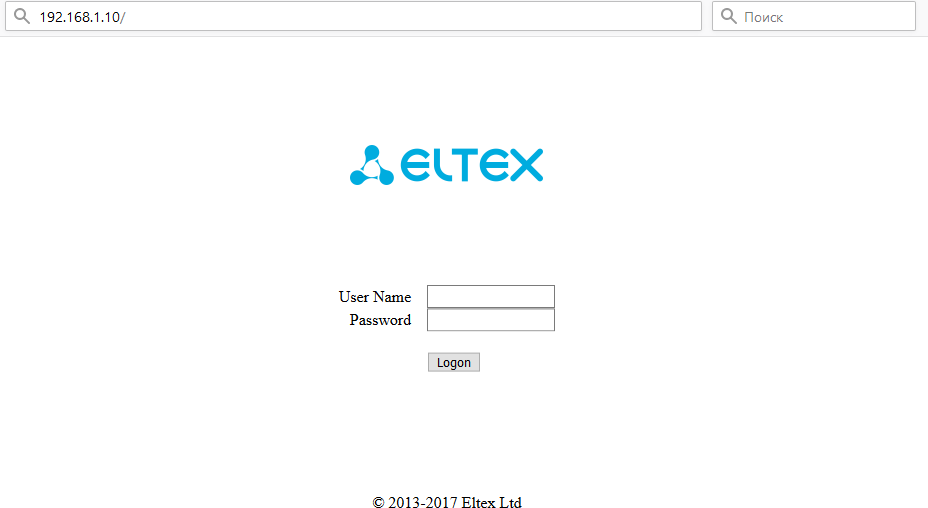 192.168.1.10/
Поиск
ELTEX
User Name
Password
Logon
© 2013-2017 Eltex Ltd